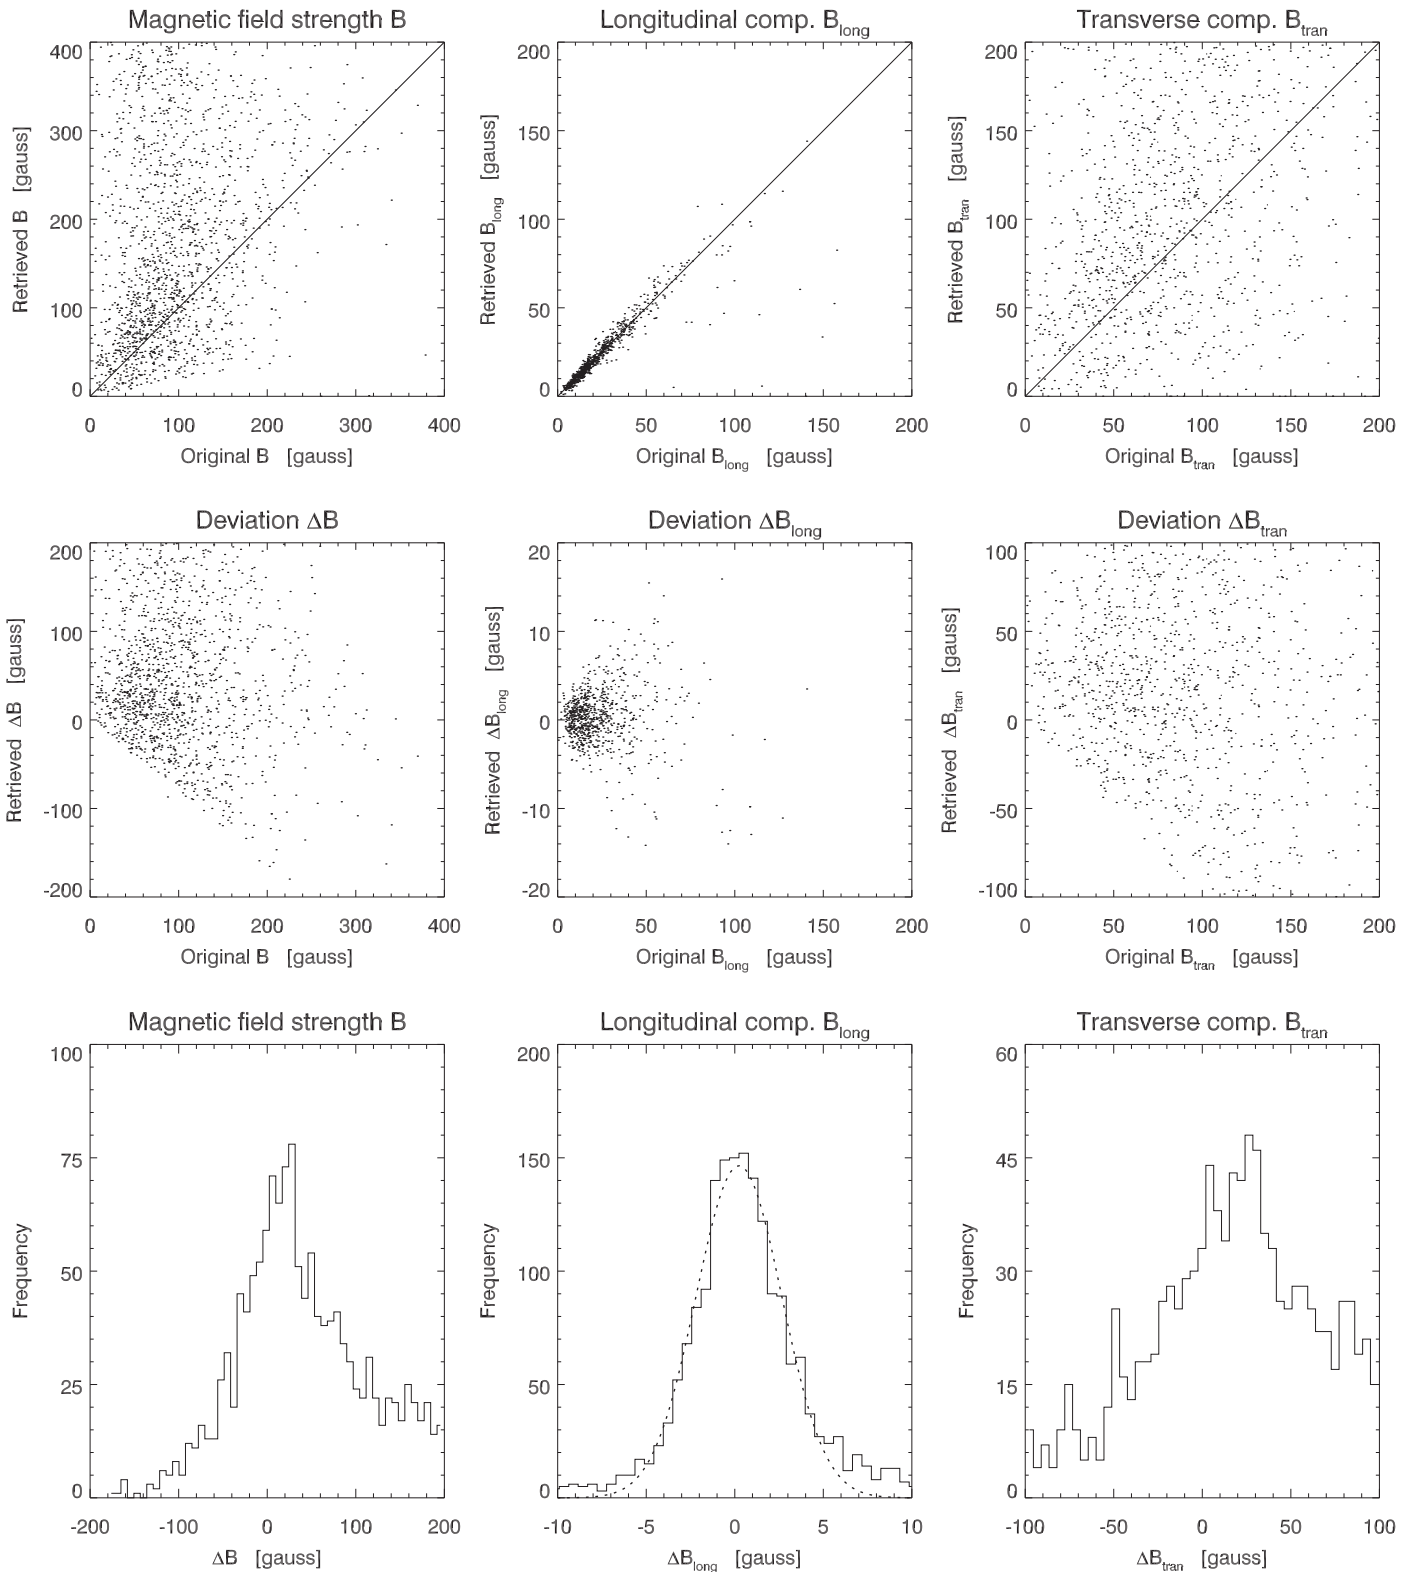 Magnetic field strength B
Longitudinal comp. Blong
Transverse comp. Btran
Retrieved B [gauss]
400
300
200
100
0
0 100 200 300 400
Original B [gauss]
Retrieved Blong [gauss]
200
150
100
50
0
0 50 100 150 200
Original Blong [gauss]
Retrieved Btran [gauss]
200
150
100
50
0
0 50 100 150 200
Original Btran [gauss]
Deviation ΔB
Deviation ΔBlong
Deviation ΔBtran
Retrieved ΔB [gauss]
200
100
0
-100
-200
0 100 200 300 400
Original B [gauss]
Retrieved ΔBlong [gauss]
20
10
0
-10
-20
0 50 100 150 200
Original Blong [gauss]
Retrieved ΔBtran [gauss]
100
50
0
-50
-100
0 50 100 150 200
Original Btran [gauss]
Magnetic field strength B
Longitudinal comp. Blong
Transverse comp. Btran
Frequency
100
75
50
25
0
-200 -100 0 100 200
ΔB [gauss]
Frequency
200
150
100
50
0
-10 -5 0 5 10
ΔBlong [gauss]
Frequency
60
45
30
15
0
-100 -50 0 50 100
ΔBtran [gauss]